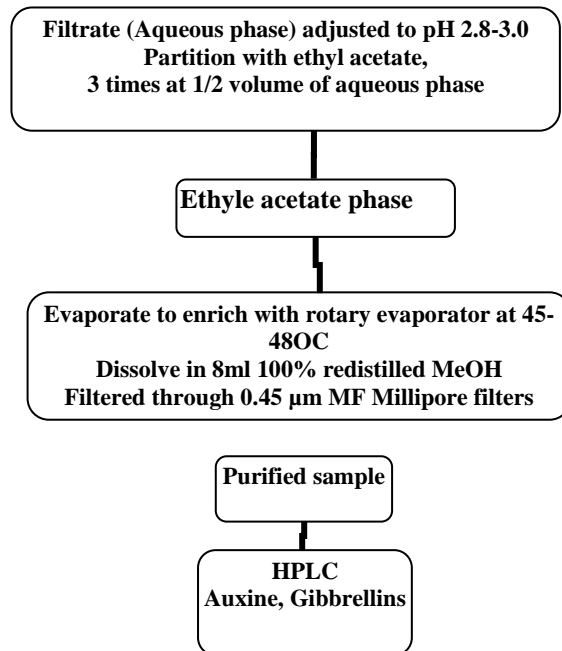 Filtrate (Aqueous phase) adjusted to pH 2.8-3.0
Partition with ethyl acetate,
3 times at 1/2 volume of aqueous phase
Ethyle acetate phase
Evaporate to enrich with rotary evaporator at 45-
48OC
Dissolve in 8ml 100% redistilled MeOH
Filtered through 0.45 µm MF Millipore filters
Purified sample
HPLC
Auxine, Gibbrellins